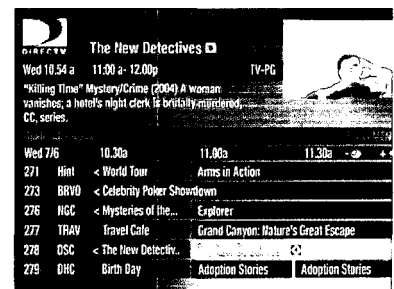 DIRECTV
The New Detectives
Wed 10.54 a 11:00 a - 12.00p TV-PG
"Killing Time" Mystery/Crime (2004) A woman
vanishes; a hotel's night clerk is brutally murdered,
CC, series.
Wed 7/6 10.30a 11.00a 11.30a
271 Hint < World Tour Arms in Action
273 BRVO < Celebrity Poker Showdown
276 NGC < Mysteries of the... Explorer
277 TRAV Travel Cafe Grand Canyon: Nature's Great Escape
278 DSC < The New Detectiv..
279 DHC Birth Day Adoption Stories Adoption Stories